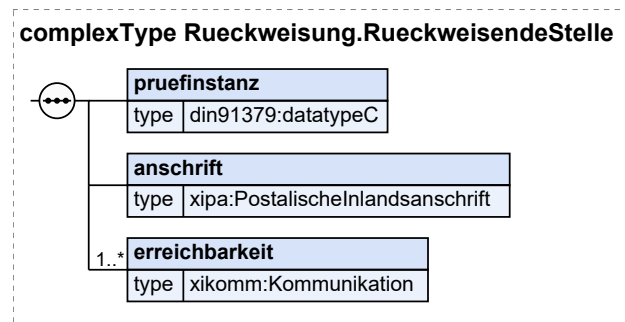 complexType Rueckweisung.RueckweisendeStelle
pruefinstanz
type din91379:datatypeC
anschrift
type xipa:PostalischeInlandsanschrift
1..* erreichbarkeit
type xikomm:Kommunikation